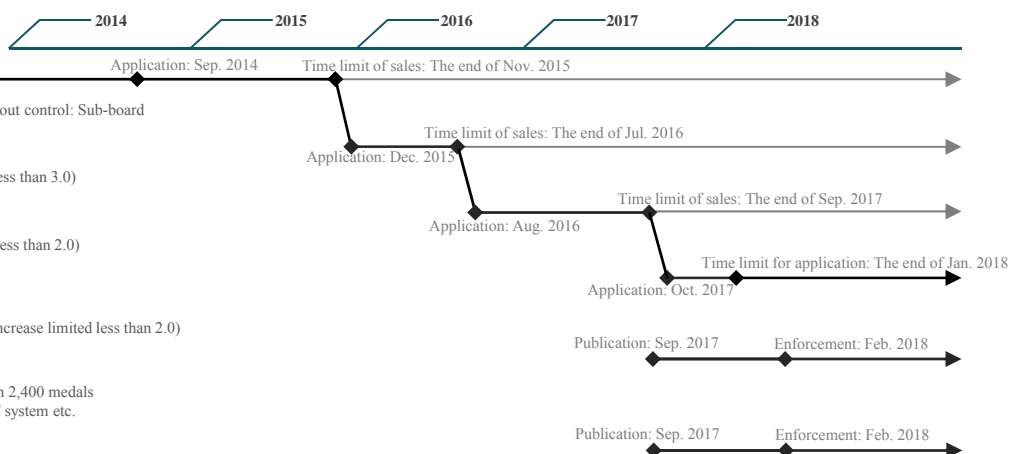 2014 2015 2016 2017 2018
Application: Sep. 2014 Time limit of sales: The end of Nov. 2015
out control: Sub-board
Time limit of sales: The end of Jul. 2016
Application: Dec. 2015
less than 3.0)
Time limit of sales: The end of Sep. 2017
Application: Aug. 2016
less than 2.0)
Time limit for application: The end of Jan. 2018
Application: Oct. 2017
ncrease limited less than 2.0)
Publication: Sep. 2017 Enforcement: Feb. 2018
n 2,400 medals
system etc.
Publication: Sep. 2017 Enforcement: Feb. 2018